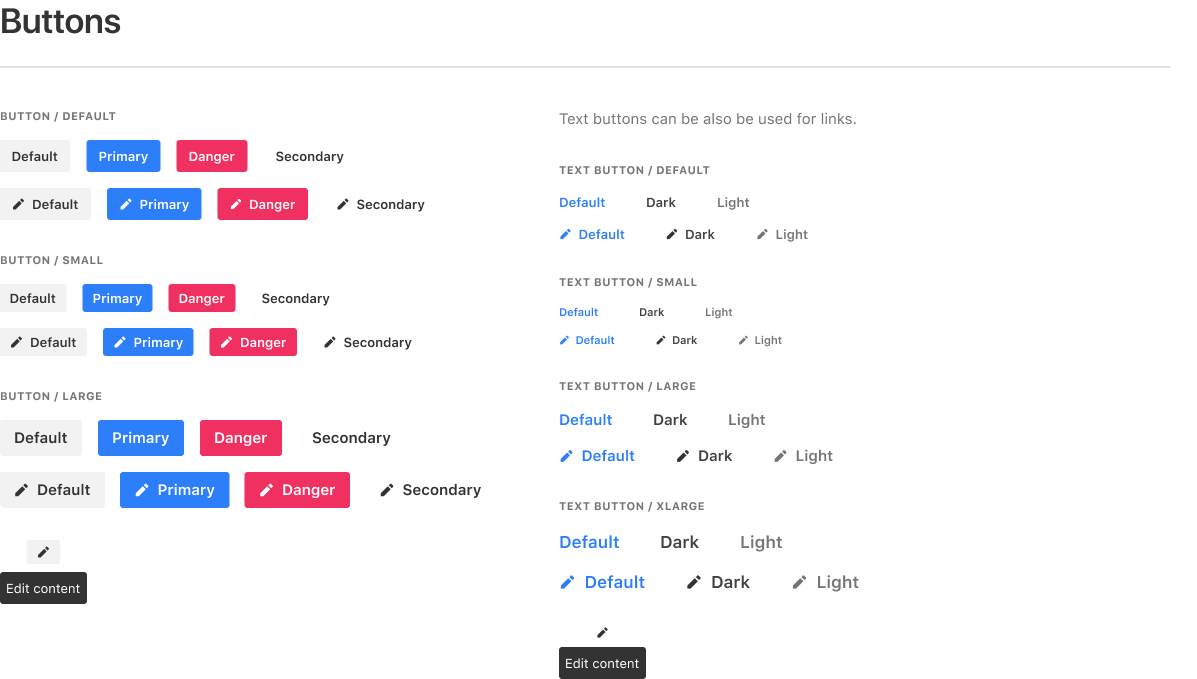 Buttons
BUTTON / DEFAULT
Default Primary Danger Secondary
Default Primary Danger Secondary
BUTTON / SMALL
Default Primary Danger Secondary
Default Primary Danger Secondary
BUTTON / LARGE
Default Primary Danger Secondary
Default Primary Danger Secondary
Edit content
Text buttons can be also be used for links.
TEXT BUTTON / DEFAULT
Default Dark Light
Default Dark Light
TEXT BUTTON / SMALL
Default Dark Light
Default Dark Light
TEXT BUTTON / LARGE
Default Dark Light
Default Dark Light
TEXT BUTTON / XLARGE
Default Dark Light
Default Dark Light
Edit content